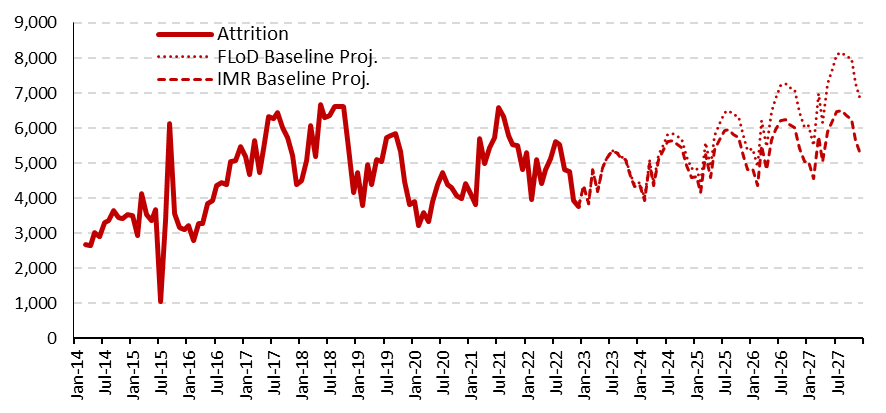 9,000
8,000
7,000
6,000
5,000
4,000
3,000
2,000
1,000
0
Attrition
FLoD Baseline Proj.
IMR Baseline Proj.
Jan-14
Jul-14
Jan-15
Jul-15
Jan-16
Jul-16
Jan-17
Jul-17
Jan-18
Jul-18
Jan-19
Jul-19
Jan-20
Jul-20
Jan-21
Jul-21
Jan-22
Jul-22
Jan-23
Jul-23
Jan-24
Jul-24
Jan-25
Jul-25
Jan-26
Jul-26
Jan-27
Jul-27